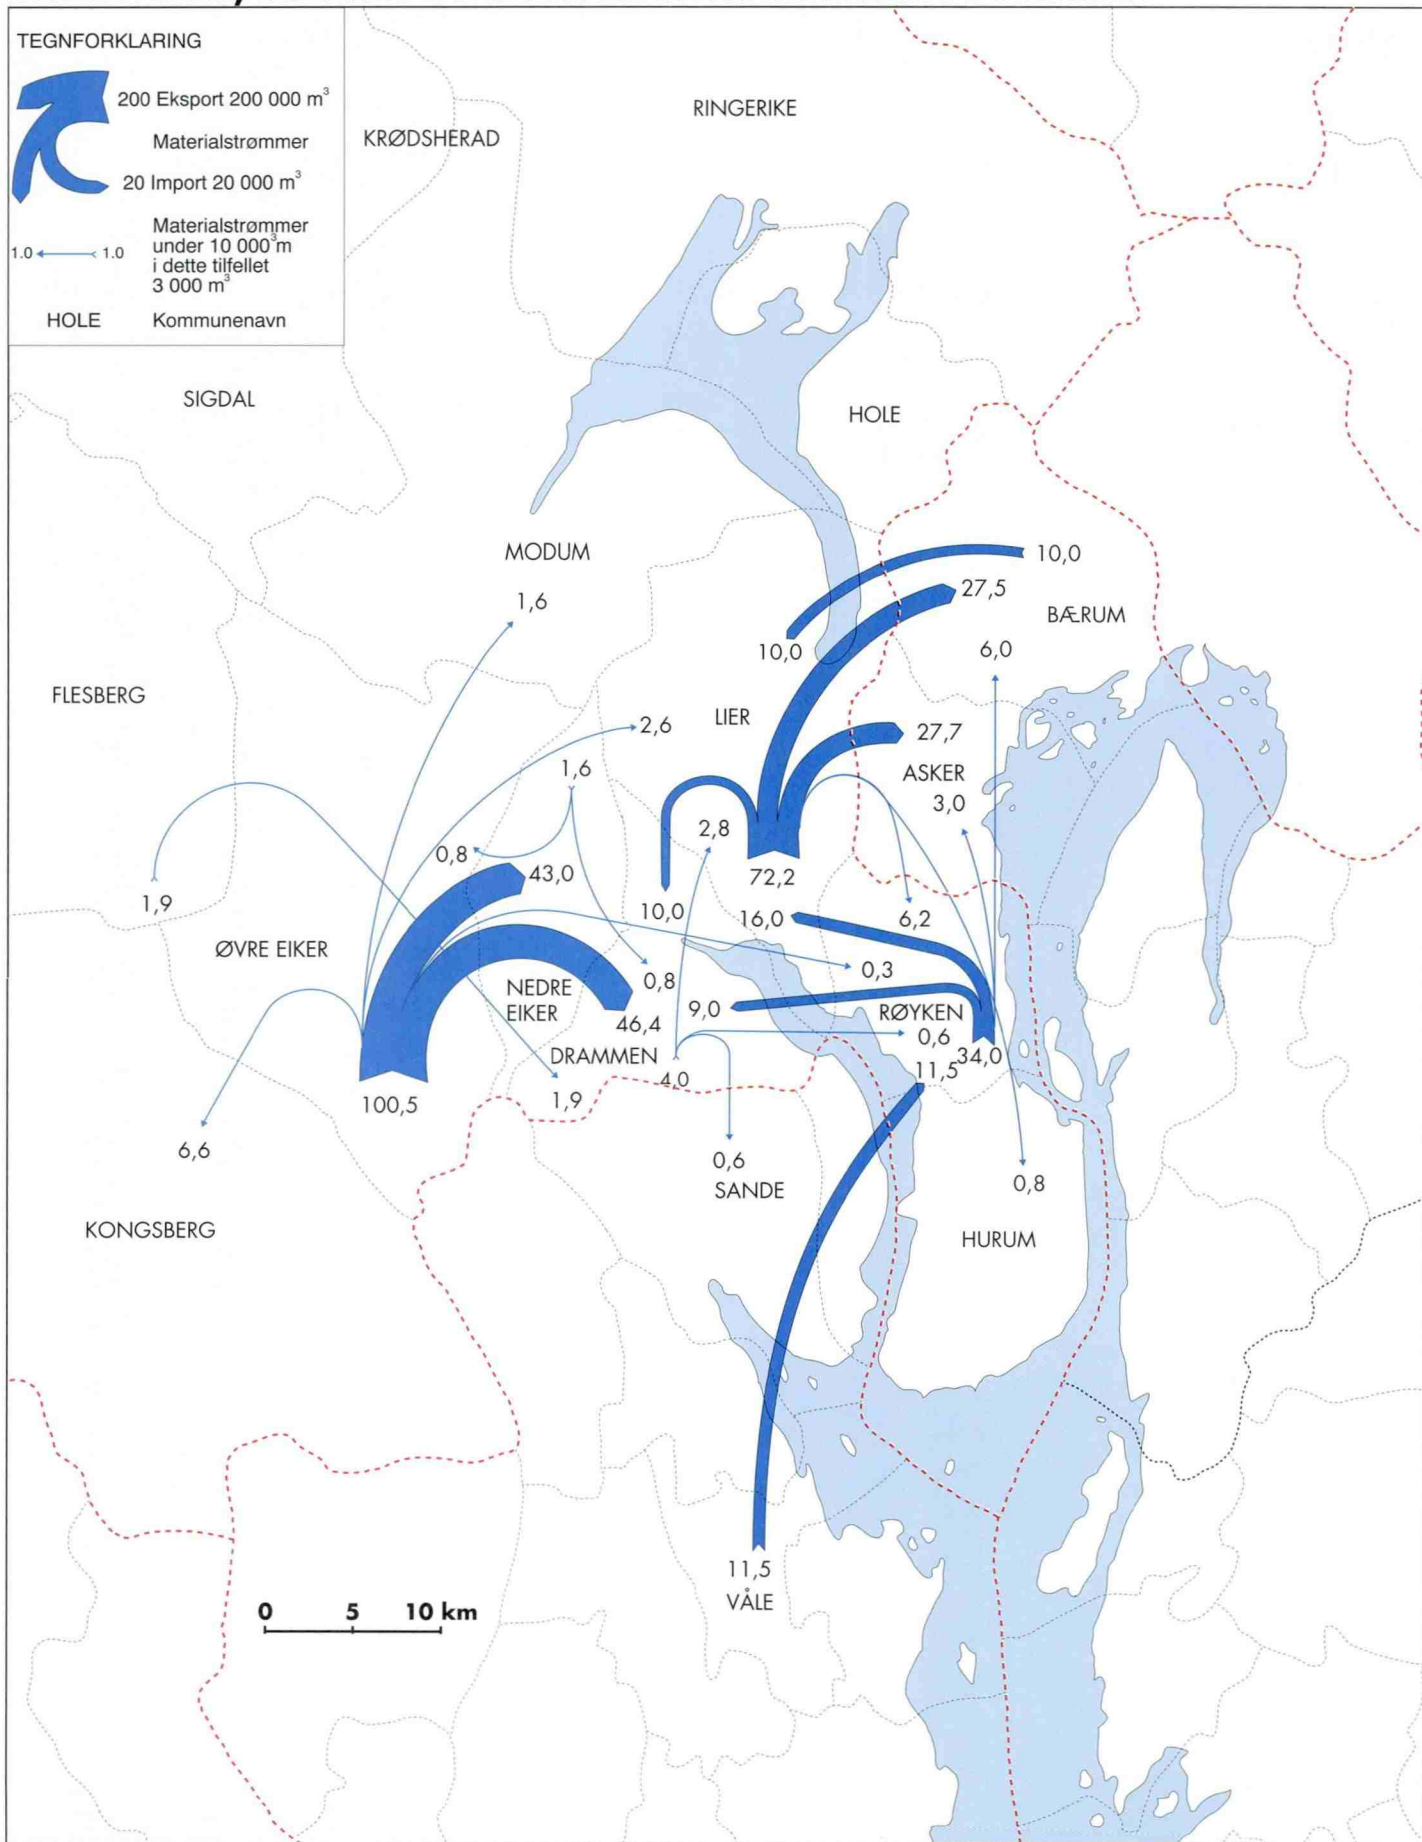 TEGNFORKLARING
200 Eksport 200 000 m³
Materialstrømmer
20 Import 20 000 m³
Materialstrømmer
under 10 000³m
1.0 1.0
i dette tilfellet
3 000 m³
HOLE Kommunenavn
RINGERIKE
KRØDSHERAD
SIGDAL
HOLE
MODUM
10,0
27,5
1,6
BÆRUM
10,0
6,0
FLESBERG
LIER
2,6
27,7
1,6
ASKER
3,0
2,8
0,8
43,0
72,2
1,9
10,0
16,0
6,2
ØVRE EIKER
0,3
0,8
NEDRE
EIKER
9,0
RØYKEN
46,4
0,6
DRAMMEN
34,0
11,5
4,0
1,9
100,5
6,6
0,6
SANDE
0,8
KONGSBERG
HURUM
11,5
VÅLE
0 5 10 km